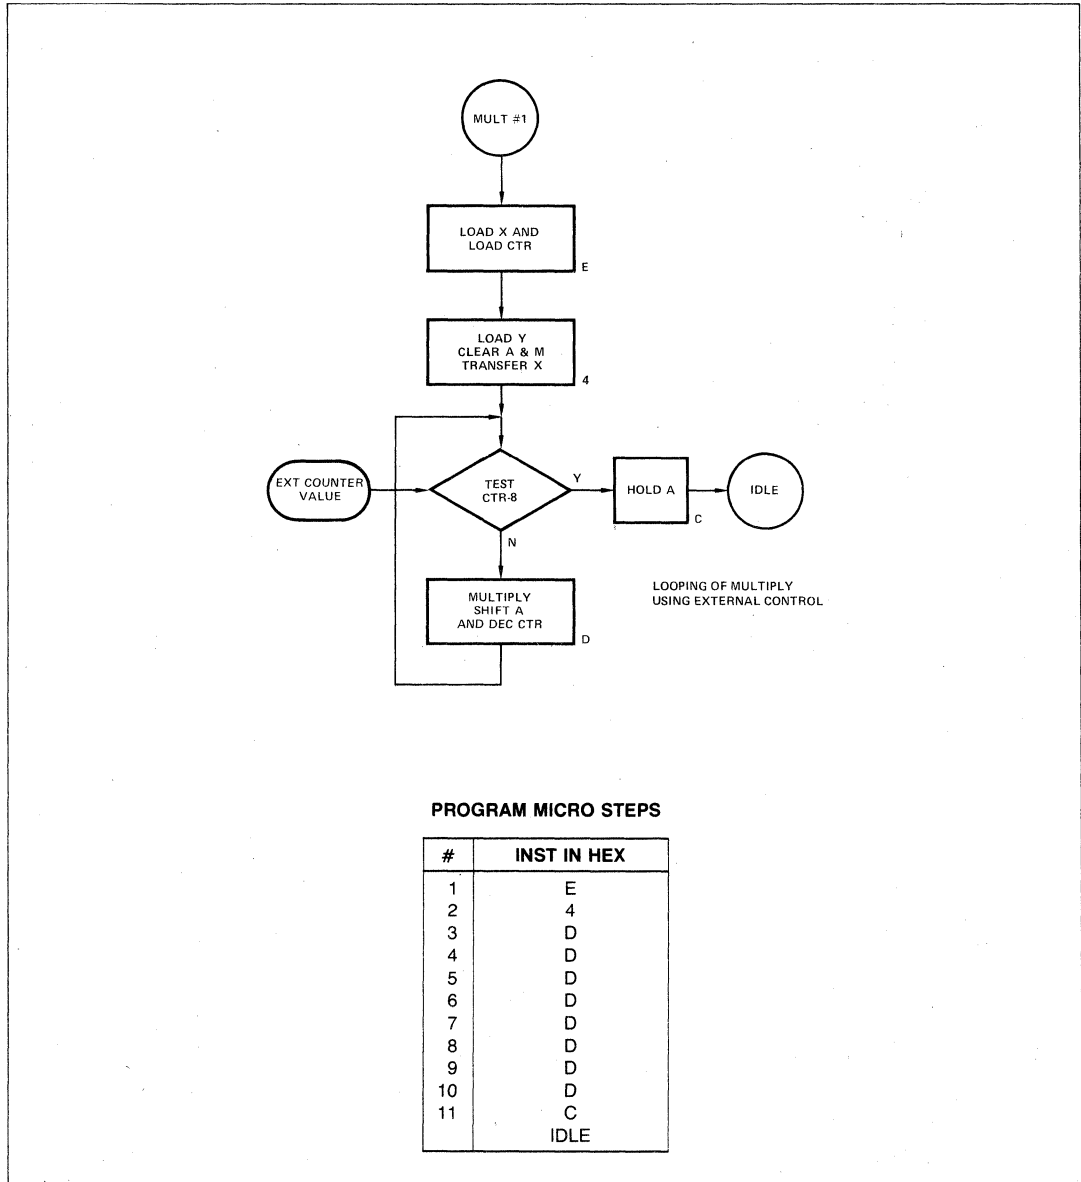 MULT #1
LOAD X AND
LOAD CTR
E
LOAD Y
CLEAR A & M
TRANSFER X
4
EXT COUNTER
VALUE
TEST
CTR-8
Y
HOLD A
C
IDLE
N
MULTIPLY
SHIFT A
AND DEC CTR
D
LOOPING OF MULTIPLY
USING EXTERNAL CONTROL
PROGRAM MICRO STEPS
# INST IN HEX
1 E
2 4
3 D
4 D
5 D
6 D
7 D
8 D
9 D
10 D
11 C
IDLE